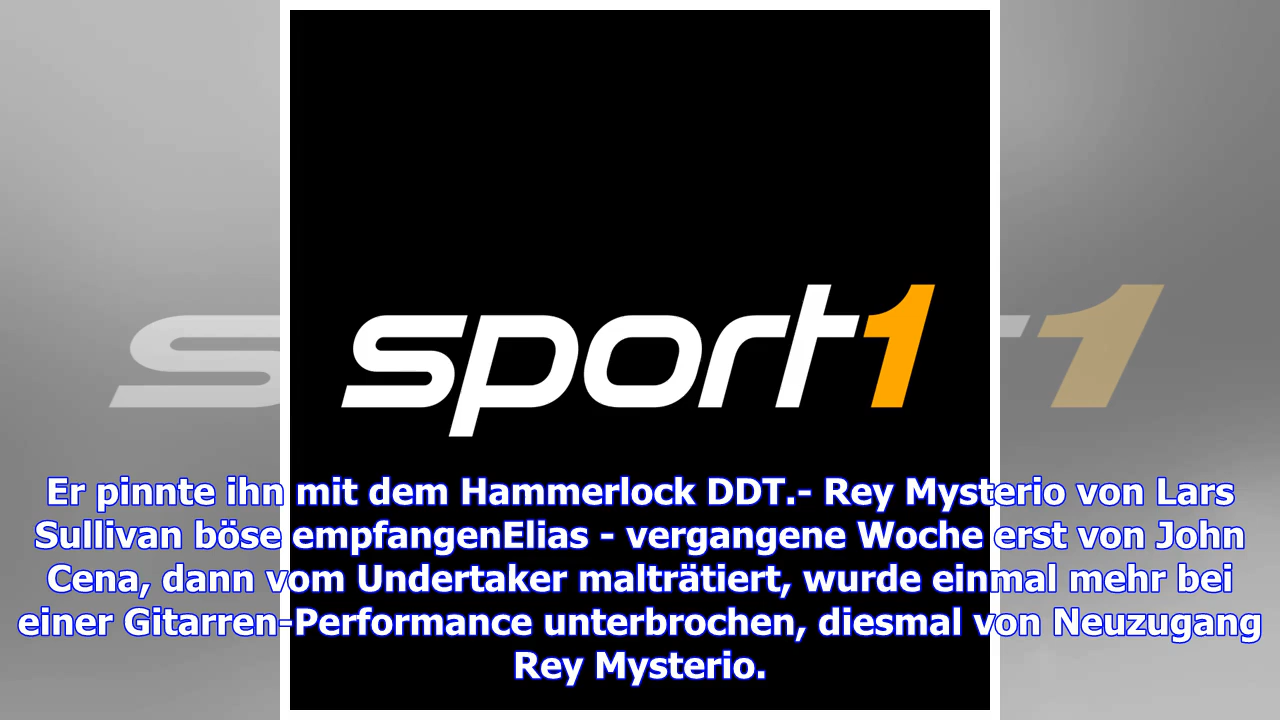 sport1
Er pinnte ihn mit dem Hammerlock DDT.- Rey Mysterio von Lars
Sullivan böse empfangenElias - vergangene Woche erst von John
Cena, dann vom Undertaker malträtiert, wurde einmal mehr bei
einer Gitarren-Performance unterbrochen, diesmal von Neuzugang
Rey Mysterio.